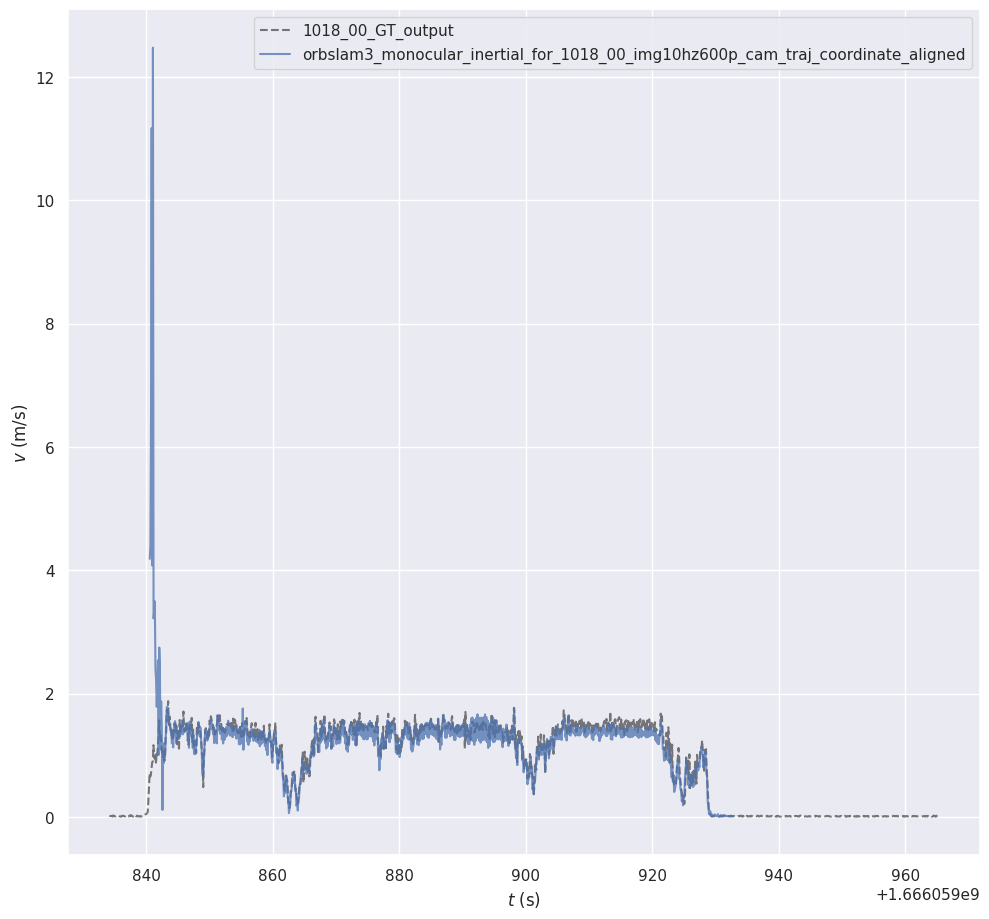 1018_00_GT_output
orbslam3_monocular_inertial_for_1018_00_img10hz600p_cam_traj_coordinate_aligned
12
10
8
6
4
2
0
v (m/s)
840 860 880 900 920 940 960
+1.666059e9
t (s)